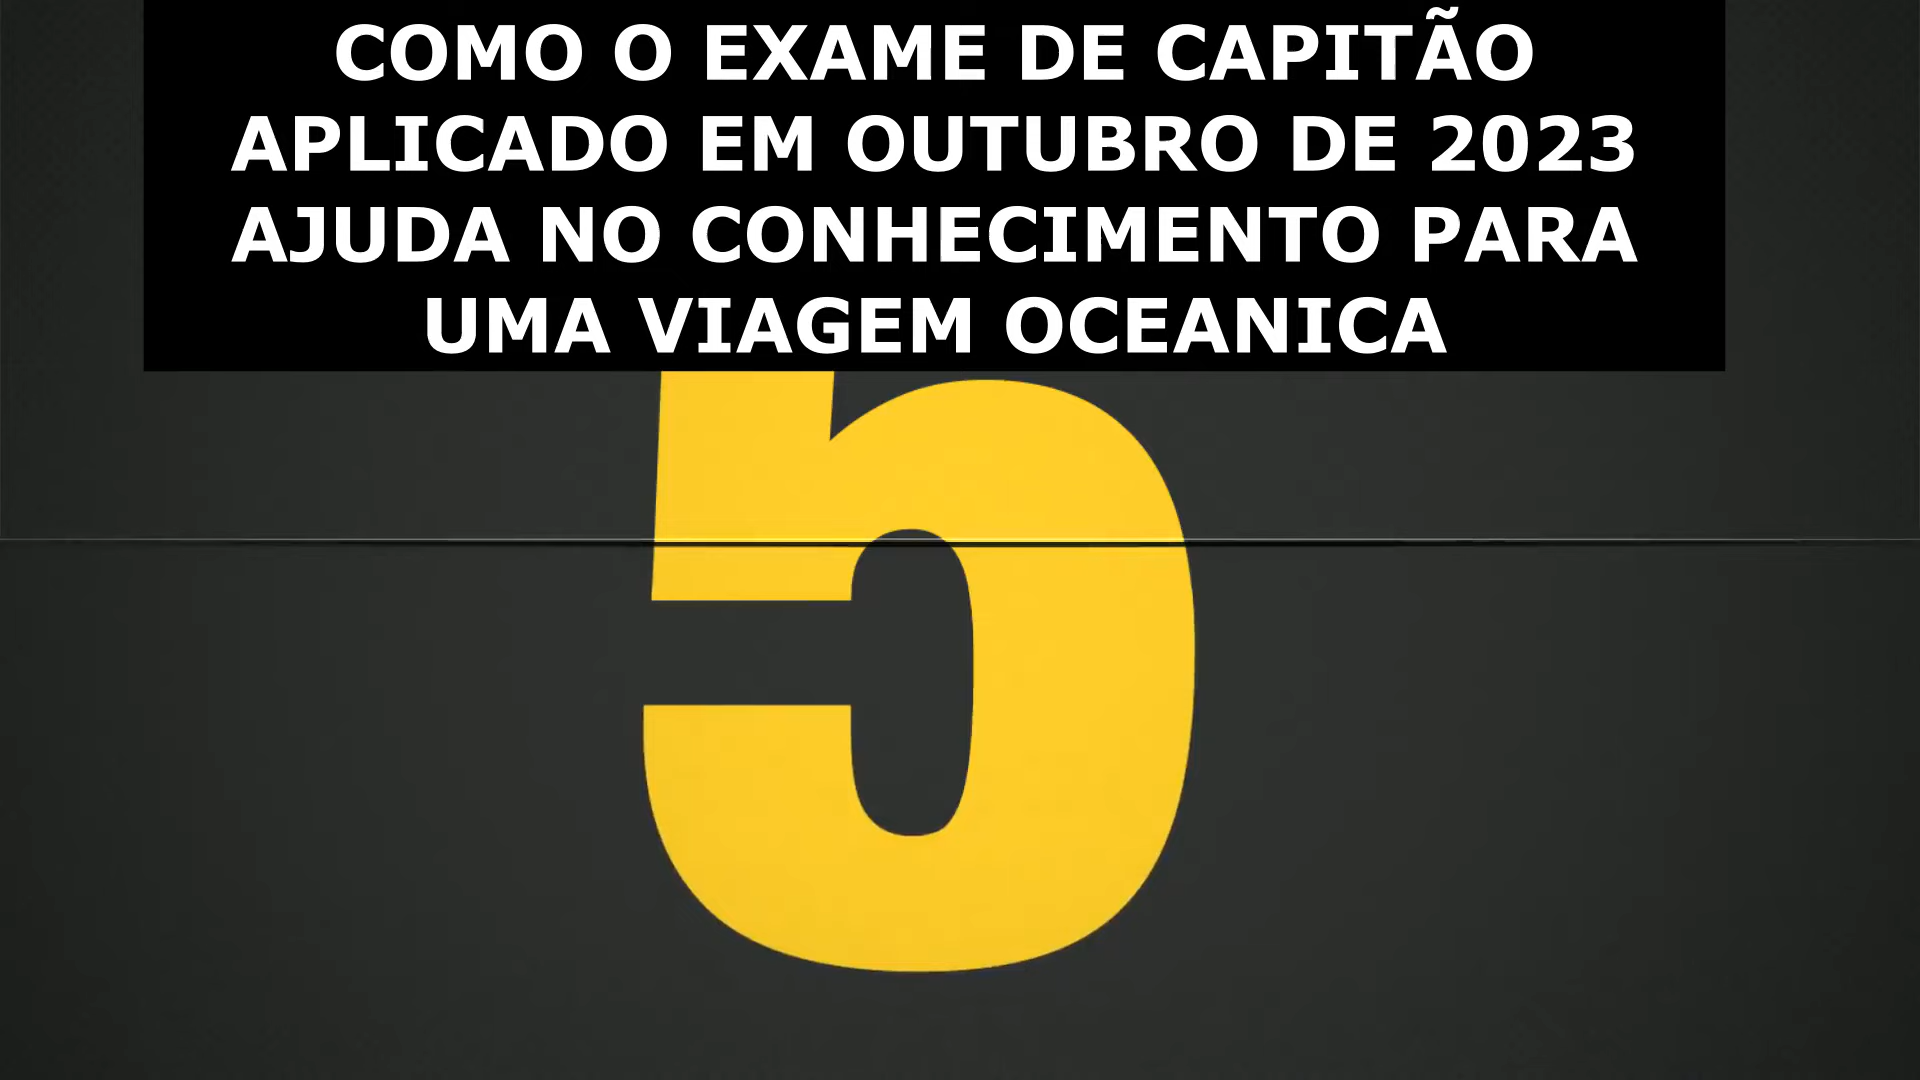 COMO O EXAME DE CAPITÃO
APLICADO EM OUTUBRO DE 2023
AJUDA NO CONHECIMENTO PARA
UMA VIAGEM OCEANICA
5